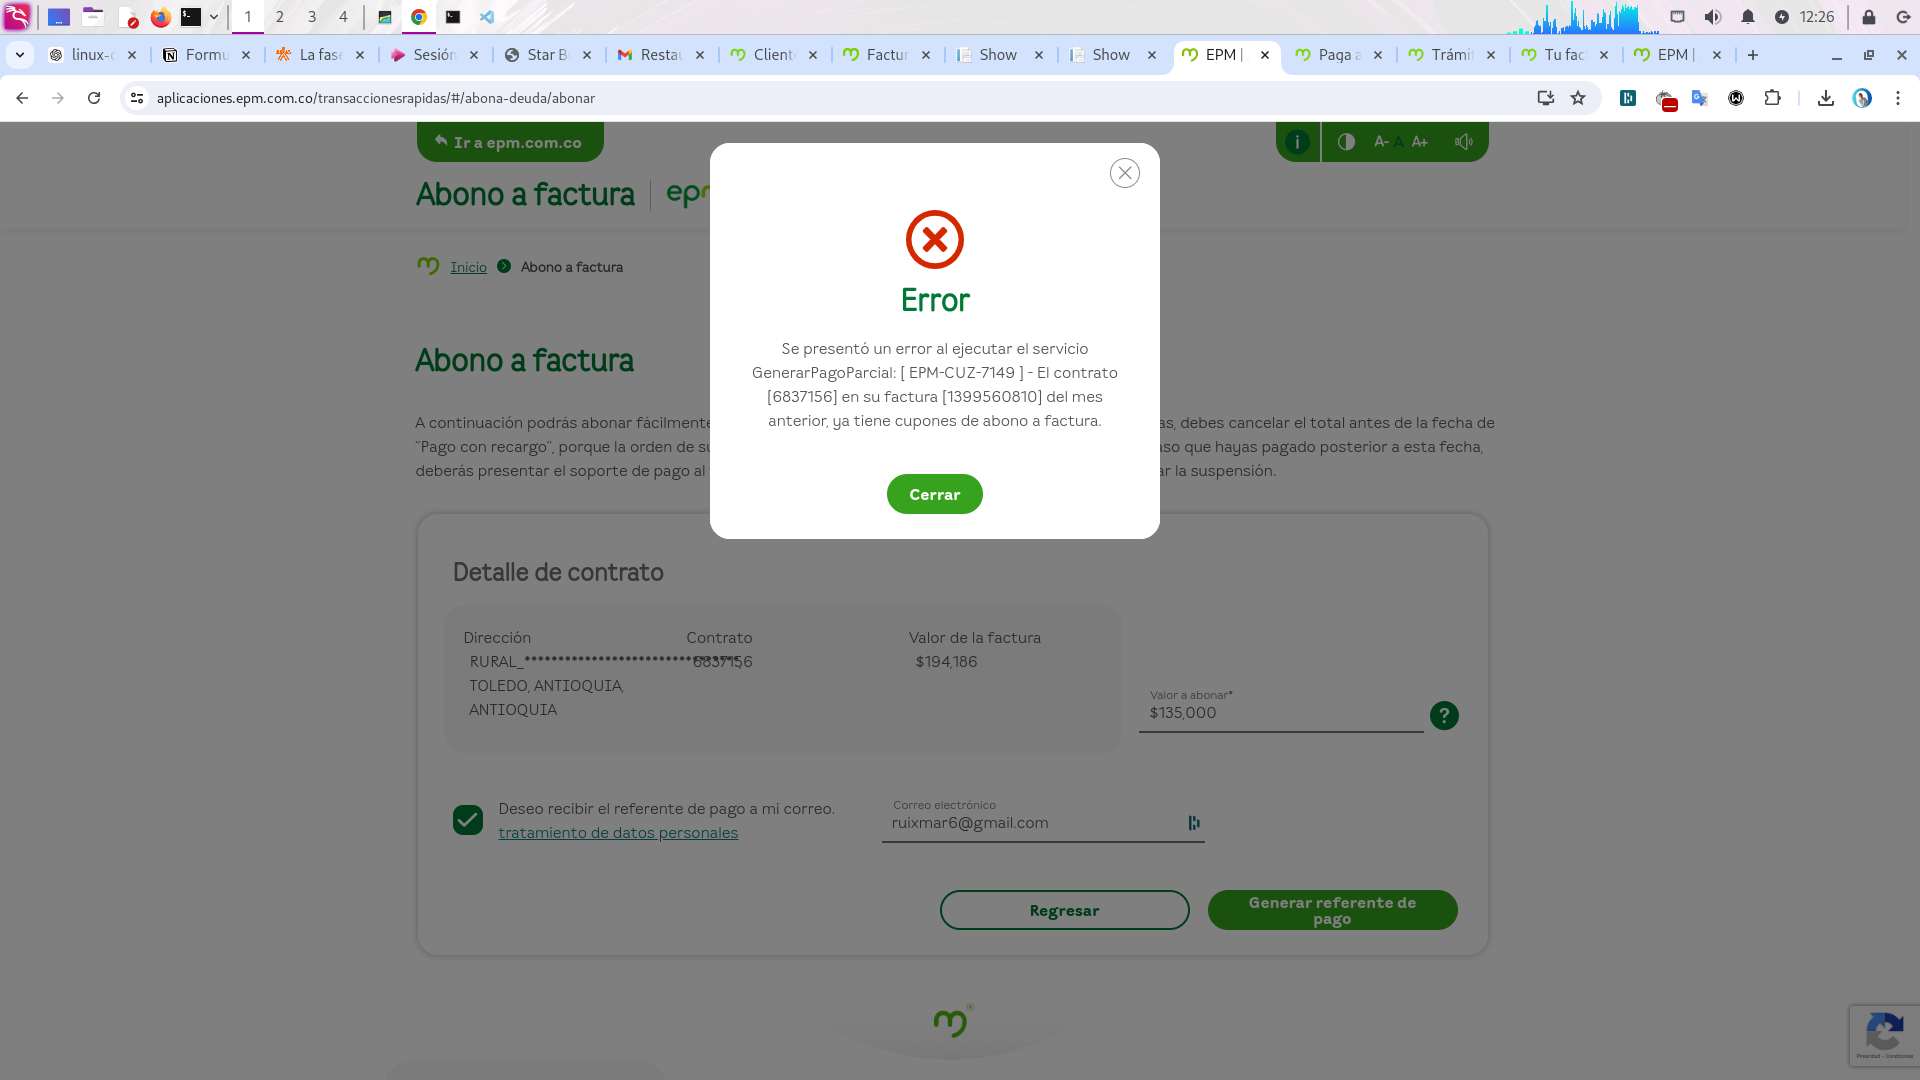 1 2 3 4
12:26
linux-c
Formu
La fase
Sesión
Star B
Restau
Cliente
Factur
Show
Show
EPM |
Paga a
Trámit
Tu fac
EPM |
aplicaciones.epm.com.co/transaccionesrapidas/#/abona-deuda/abonar
Ir a epm.com.co
i A- A A+
Abono a factura
epm
Inicio Abono a factura
Error
Se presentó un error al ejecutar el servicio
GenerarPagoParcial: [ EPM-CUZ-7149 ] - El contrato
[6837156] en su factura [1399560810] del mes
anterior, ya tiene cupones de abono a factura.
Cerrar
Abono a factura
A continuación podrás abonar fácilmente as, debes cancelar el total antes de la fecha de
"Pago con recargo", porque la orden de su aso que hayas pagado posterior a esta fecha,
deberás presentar el soporte de pago al ar la suspensión.
Detalle de contrato
Dirección Contrato Valor de la factura
RURAL_******************************** 6837156 $194,186
TOLEDO, ANTIOQUIA,
ANTIOQUIA
Valor a abonar*
$135,000
?
Deseo recibir el referente de pago a mi correo.
tratamiento de datos personales
Correo electrónico
ruixmar6@gmail.com
Regresar
Generar referente de
pago
Privacidad - Condiciones